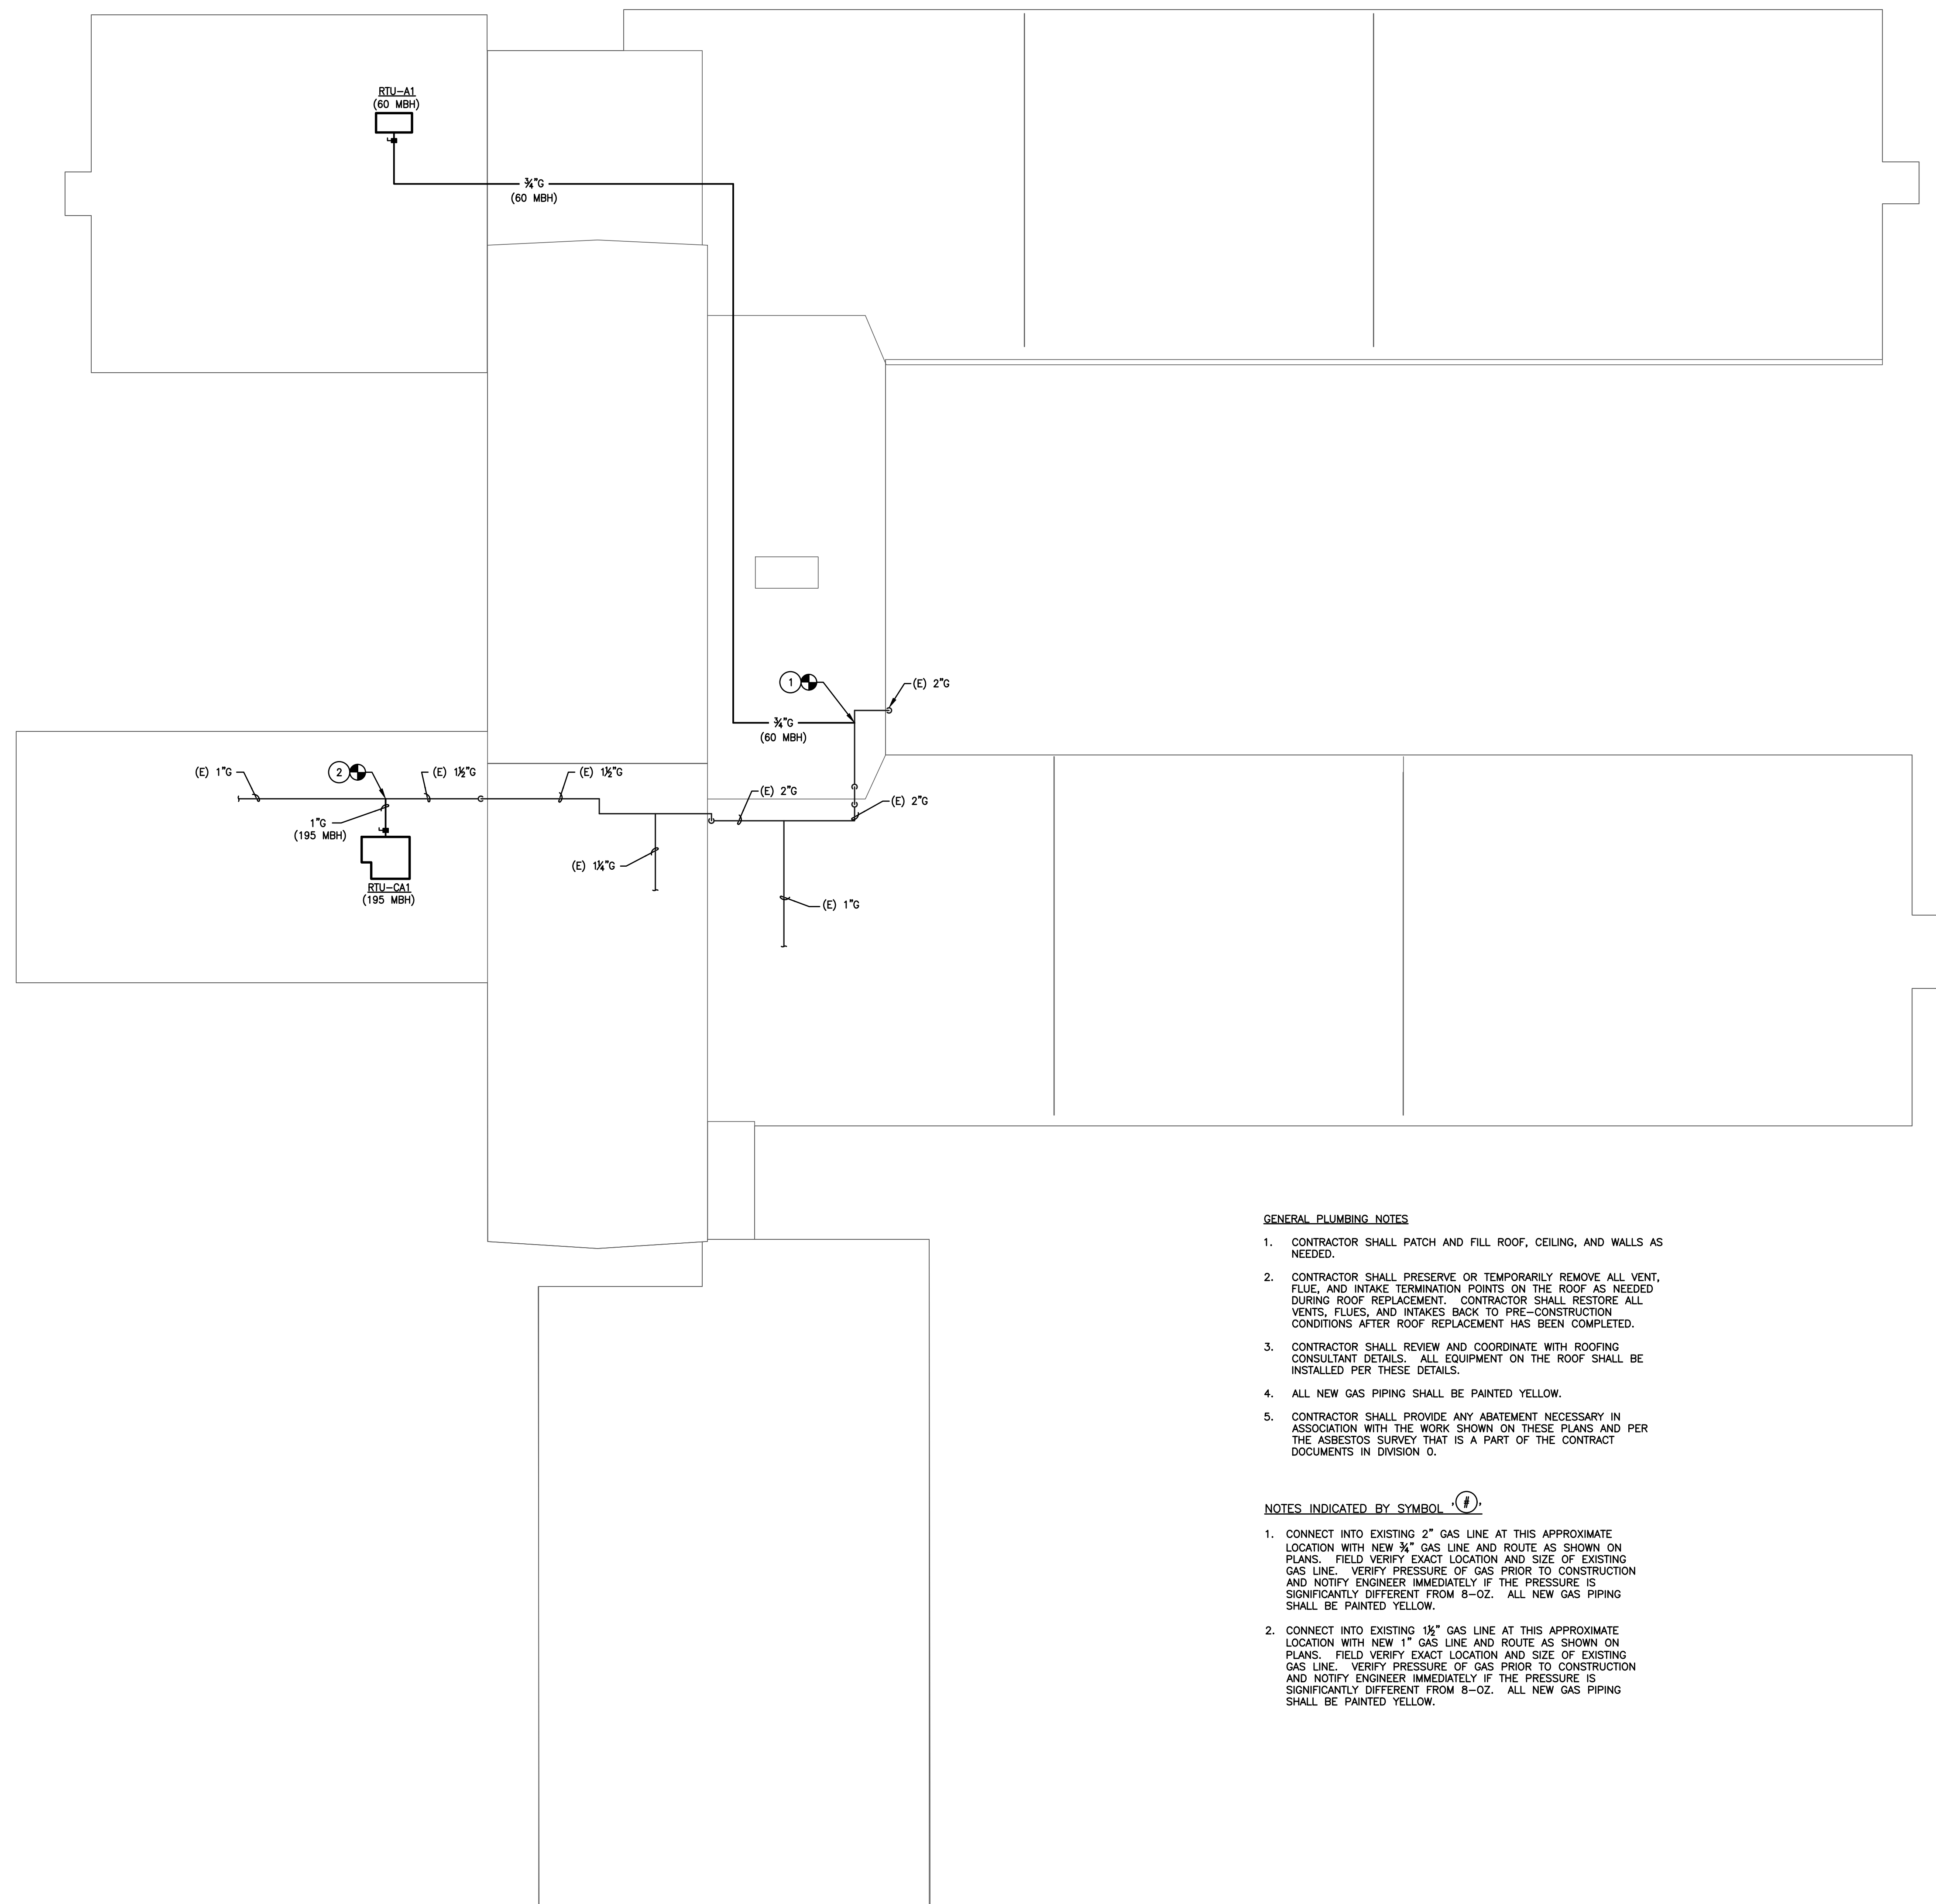 RTU-A1
(60 MBH)
¾"G
(60 MBH)
1
(E) 2"G
¾"G
(60 MBH)
(E) 1"G
2
(E) 1½"G
(E) 1½"G
(E) 2"G
(E) 2"G
1"G
(195 MBH)
(E) 1¼"G
RTU-CA1
(195 MBH)
(E) 1"G
GENERAL PLUMBING NOTES
1. CONTRACTOR SHALL PATCH AND FILL ROOF, CEILING, AND WALLS AS
NEEDED.
2. CONTRACTOR SHALL PRESERVE OR TEMPORARILY REMOVE ALL VENT,
FLUE, AND INTAKE TERMINATION POINTS ON THE ROOF AS NEEDED
DURING ROOF REPLACEMENT. CONTRACTOR SHALL RESTORE ALL
VENTS, FLUES, AND INTAKES BACK TO PRE-CONSTRUCTION
CONDITIONS AFTER ROOF REPLACEMENT HAS BEEN COMPLETED.
3. CONTRACTOR SHALL REVIEW AND COORDINATE WITH ROOFING
CONSULTANT DETAILS. ALL EQUIPMENT ON THE ROOF SHALL BE
INSTALLED PER THESE DETAILS.
4. ALL NEW GAS PIPING SHALL BE PAINTED YELLOW.
5. CONTRACTOR SHALL PROVIDE ANY ABATEMENT NECESSARY IN
ASSOCIATION WITH THE WORK SHOWN ON THESE PLANS AND PER
THE ASBESTOS SURVEY THAT IS A PART OF THE CONTRACT
DOCUMENTS IN DIVISION 0.
NOTES INDICATED BY SYMBOL '#'
1. CONNECT INTO EXISTING 2" GAS LINE AT THIS APPROXIMATE
LOCATION WITH NEW ¾" GAS LINE AND ROUTE AS SHOWN ON
PLANS. FIELD VERIFY EXACT LOCATION AND SIZE OF EXISTING
GAS LINE. VERIFY PRESSURE OF GAS PRIOR TO CONSTRUCTION
AND NOTIFY ENGINEER IMMEDIATELY IF THE PRESSURE IS
SIGNIFICANTLY DIFFERENT FROM 8-OZ. ALL NEW GAS PIPING
SHALL BE PAINTED YELLOW.
2. CONNECT INTO EXISTING 1½" GAS LINE AT THIS APPROXIMATE
LOCATION WITH NEW 1" GAS LINE AND ROUTE AS SHOWN ON
PLANS. FIELD VERIFY EXACT LOCATION AND SIZE OF EXISTING
GAS LINE. VERIFY PRESSURE OF GAS PRIOR TO CONSTRUCTION
AND NOTIFY ENGINEER IMMEDIATELY IF THE PRESSURE IS
SIGNIFICANTLY DIFFERENT FROM 8-OZ. ALL NEW GAS PIPING
SHALL BE PAINTED YELLOW.